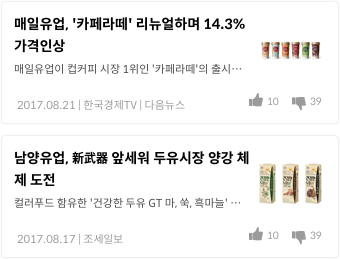 매일유업, '카페라떼' 리뉴얼하며 14.3%
가격인상
매일유업이 컵커피 시장 1위인 '카페라떼'의 출시…
2017.08.21 | 한국경제TV | 다음뉴스
10
39
남양유업, 新武器 앞세워 두유시장 양강 체
제 도전
컬러푸드 함유한 '건강한 두유 GT 마, 쑥, 흑마늘' …
2017.08.17 | 조세일보
10
39